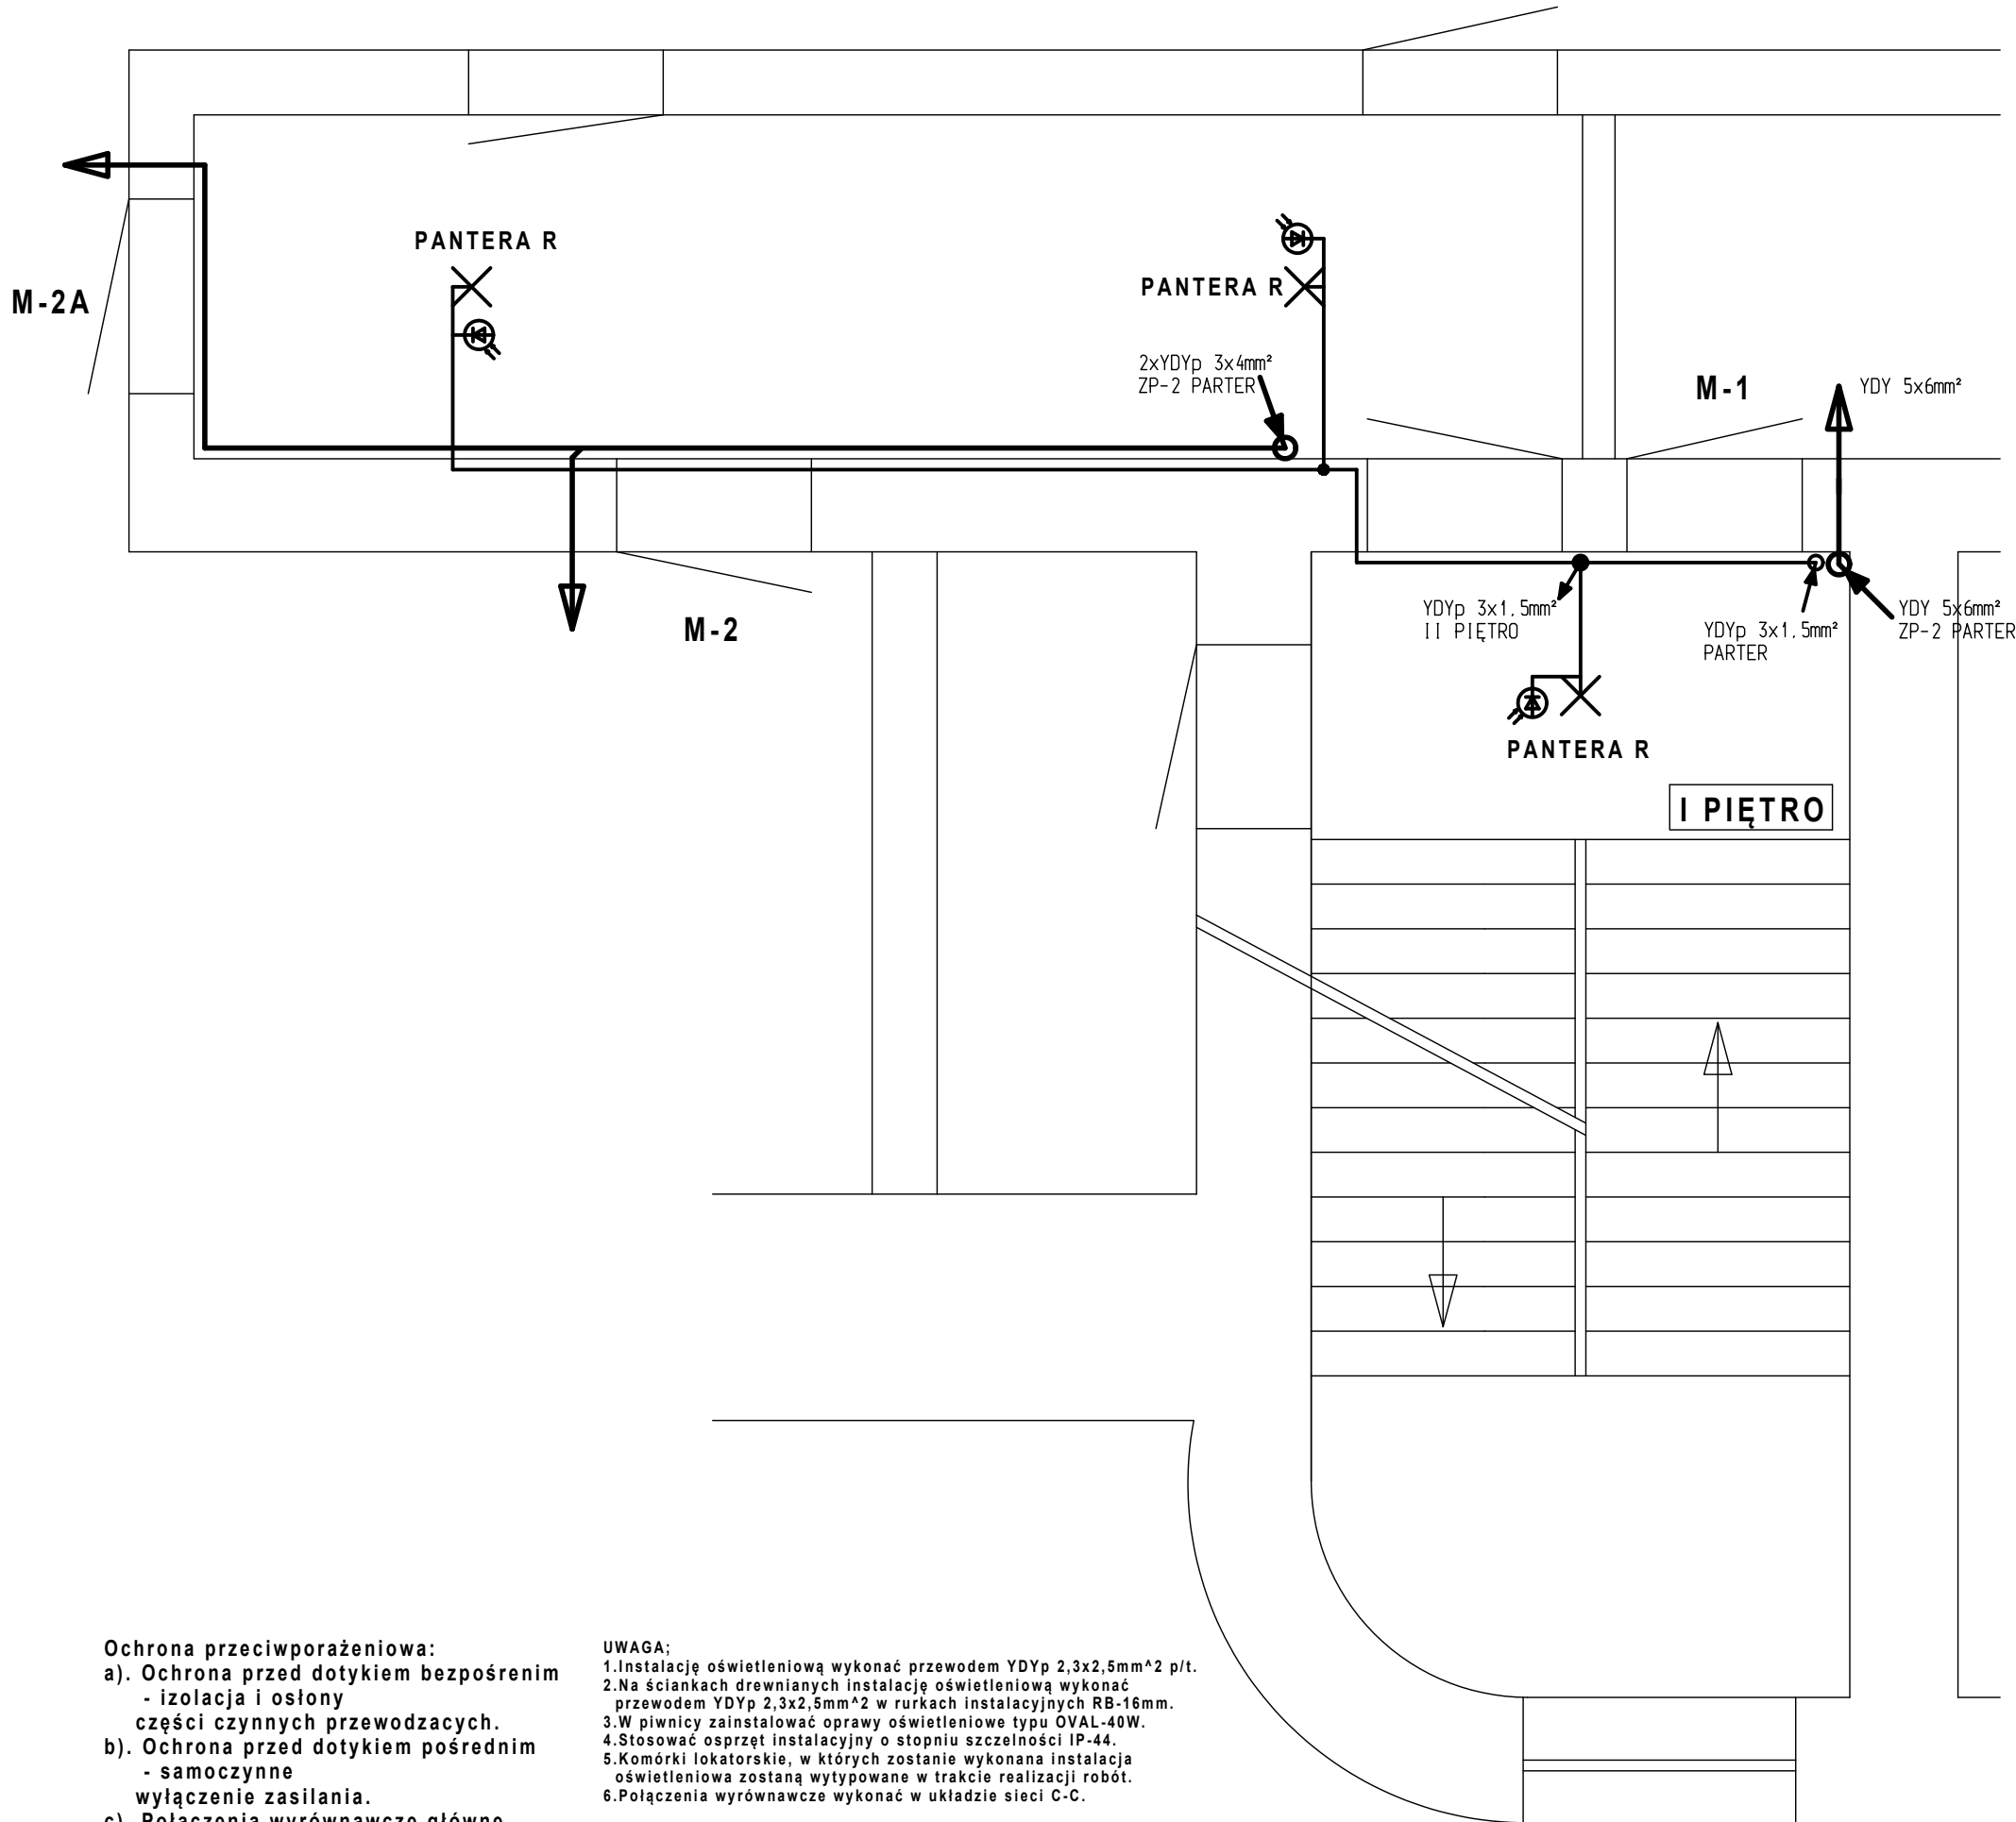 PANTERA R
PANTERA R
M-2A
2xYDYp 3x4mm²
ZP-2 PARTER
M-1
YDY 5x6mm²
M-2
YDYp 3x1,5mm²
II PIĘTRO
YDYp 3x1,5mm²
PARTER
YDY 5x6mm²
ZP-2 PARTER
PANTERA R
I PIĘTRO
Ochrona przeciwporażeniowa:
a). Ochrona przed dotykiem bezpośrenim
- izolacja i osłony
części czynnych przewodzacych.
b). Ochrona przed dotykiem pośrednim
- samoczynne
wyłączenie zasilania.
c). Połączenia wyrównawcze główne
UWAGA;
1.Instalację oświetleniową wykonać przewodem YDYp 2,3x2,5mm^2 p/t.
2.Na ściankach drewnianych instalację oświetleniową wykonać
przewodem YDYp 2,3x2,5mm^2 w rurkach instalacyjnych RB-16mm.
3.W piwnicy zainstalować oprawy oświetleniowe typu OVAL-40W.
4.Stosować osprzęt instalacyjny o stopniu szczelności IP-44.
5.Komórki lokatorskie, w których zostanie wykonana instalacja
oświetleniowa zostaną wytypowane w trakcie realizacji robót.
6.Połączenia wyrównawcze wykonać w układzie sieci C-C.